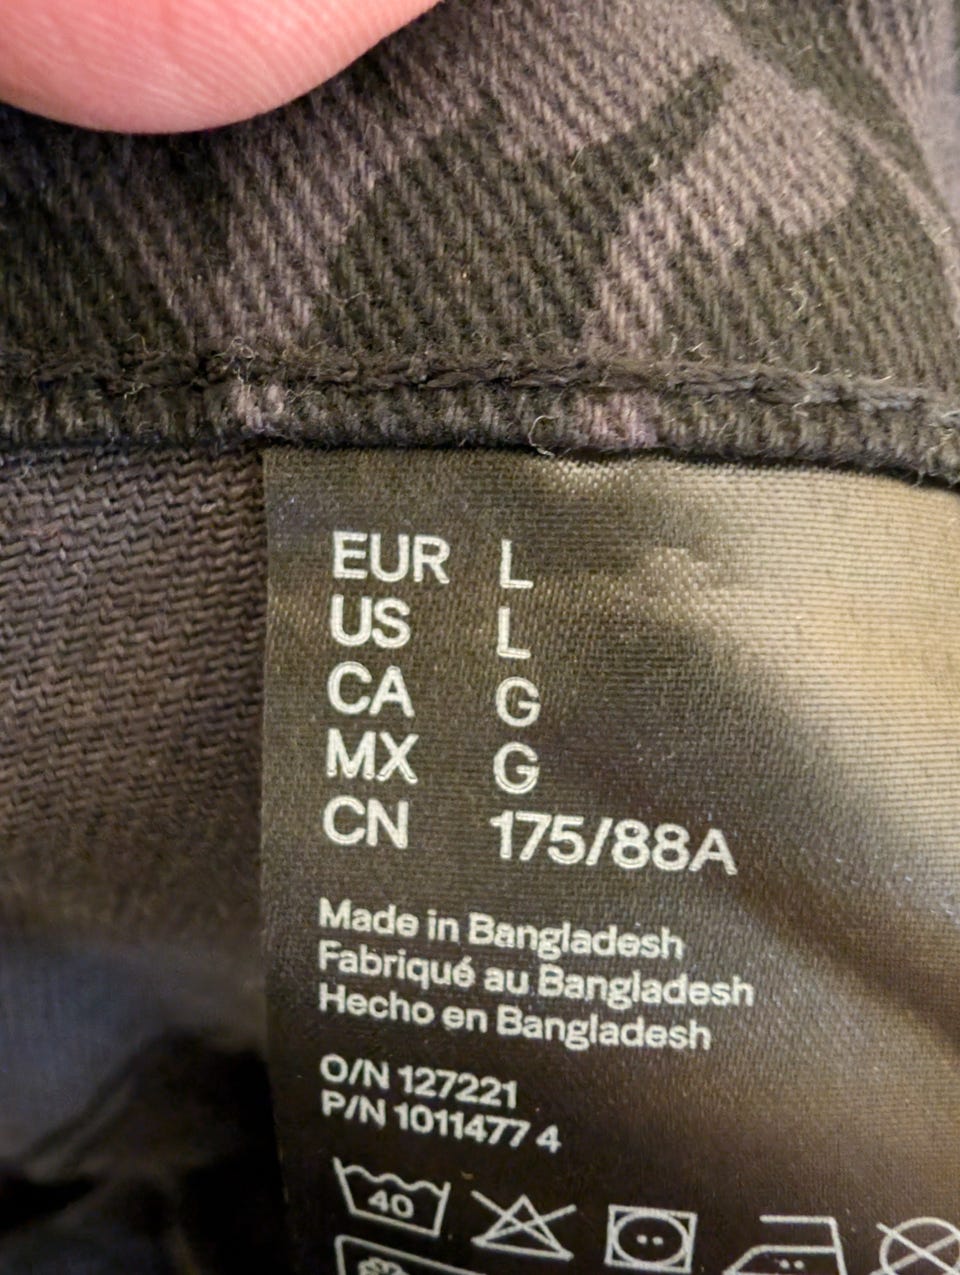 EUR L
US L
CA G
MX G
CN 175/88A
Made in Bangladesh
Fabriqué au Bangladesh
Hecho en Bangladesh
O/N 127221
P/N 1011477 4
40